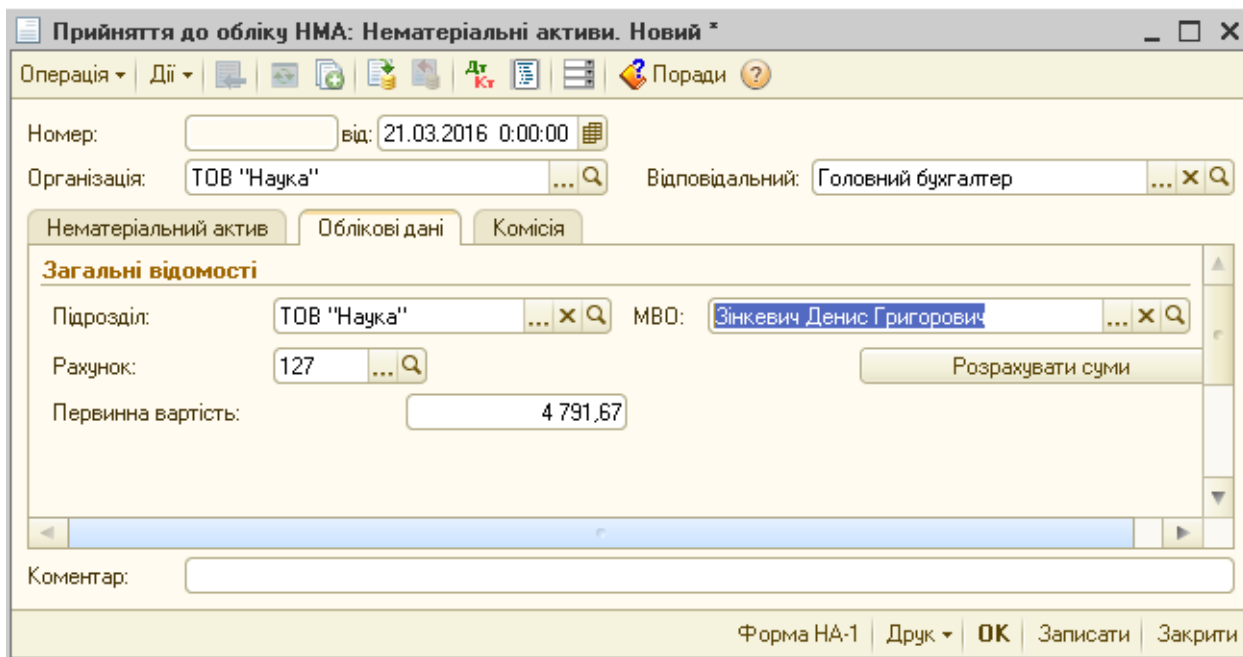 Прийняття до обліку НМА: Нематеріальні активи. Новий *
Операція Дії Дт Кт Поради
Номер: від: 21.03.2016 0:00:00
Організація: ТОВ "Наука" ... Відповідальний: Головний бухгалтер ...
Нематеріальний актив Облікові дані Комісія
Загальні відомості
Підрозділ: ТОВ "Наука" ... МВО: Зінкевич Денис Григорович ...
Рахунок: 127 ... Розрахувати суми
Первинна вартість: 4 791,67
Коментар:
Форма НА-1 Друк OK Записати Закрити